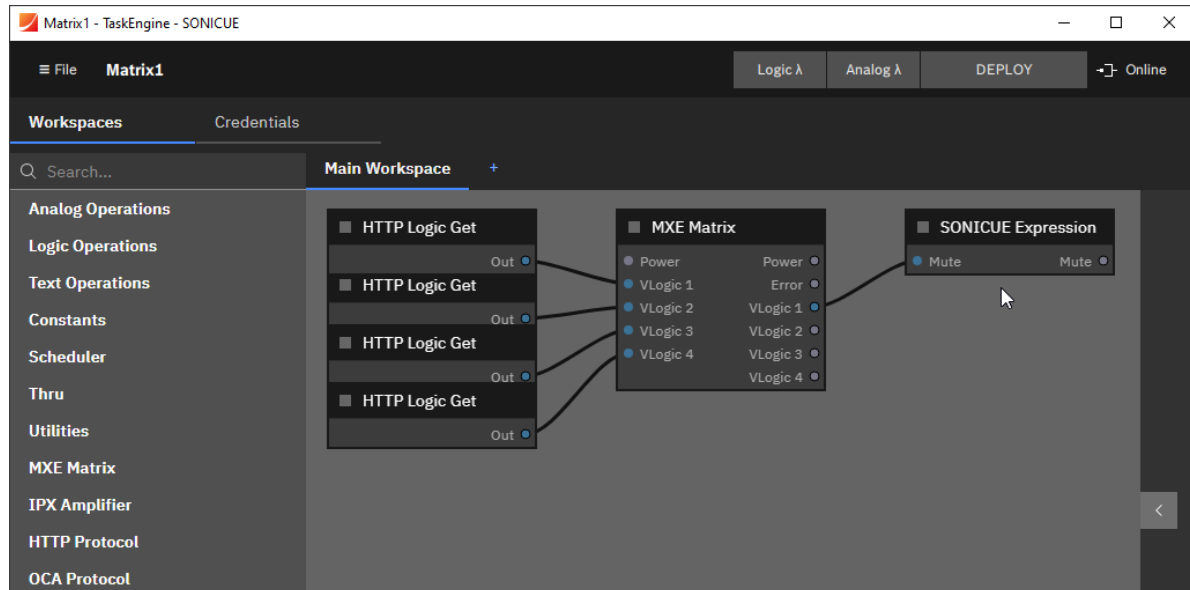 Matrix1 - TaskEngine - SONICUE
≡ File Matrix1 Logic λ Analog λ DEPLOY Online
Workspaces Credentials
Search...
Main Workspace +
Analog Operations
Logic Operations
Text Operations
Constants
Scheduler
Thru
Utilities
MXE Matrix
IPX Amplifier
HTTP Protocol
OCA Protocol
HTTP Logic Get
Out
HTTP Logic Get
Out
HTTP Logic Get
Out
HTTP Logic Get
Out
MXE Matrix
Power Power
VLogic 1 Error
VLogic 2 VLogic 1
VLogic 3 VLogic 2
VLogic 4 VLogic 3
VLogic 4
SONICUE Expression
Mute Mute